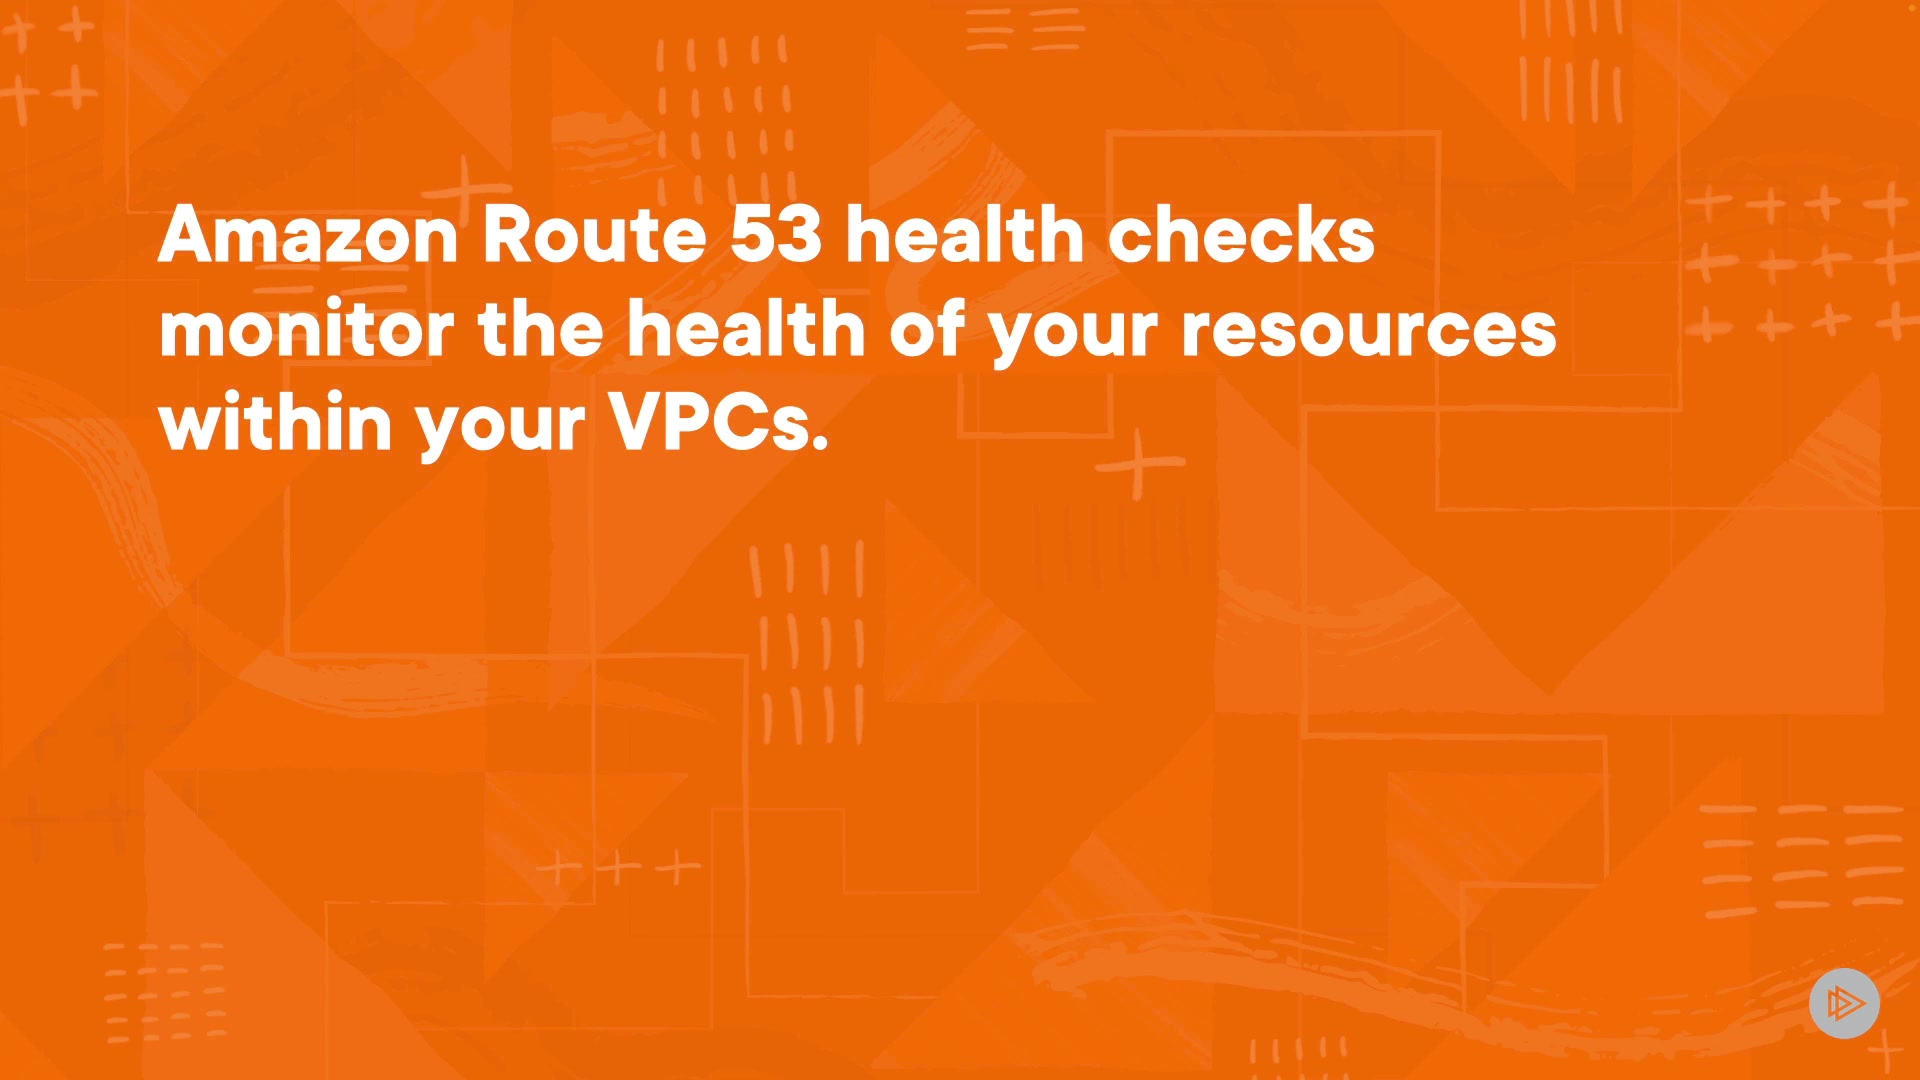 Amazon Route 53 health checks
monitor the health of your resources
within your VPCs.